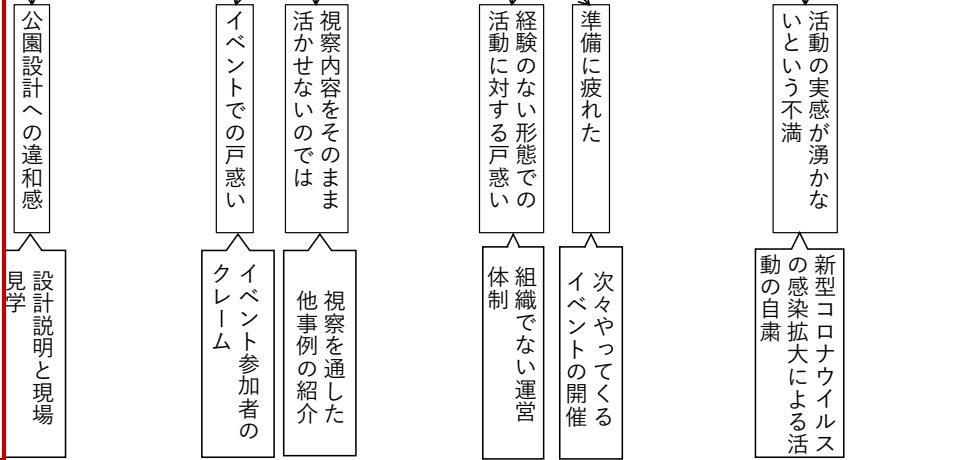 活動の実感が湧かな
いという不満
準備に疲れた
経験のない形態での
活動に対する戸惑い
視察内容をそのまま
活かせないのでは
イベントでの戸惑い
公園設計への違和感
新型コロナウイルス
の感染拡大による活
動の自粛
次々やってくる
イベントの開催
組織でない運営
体制
視察を通した
他事例の紹介
イベント参加者の
クレーム
設計説明と現場
見学